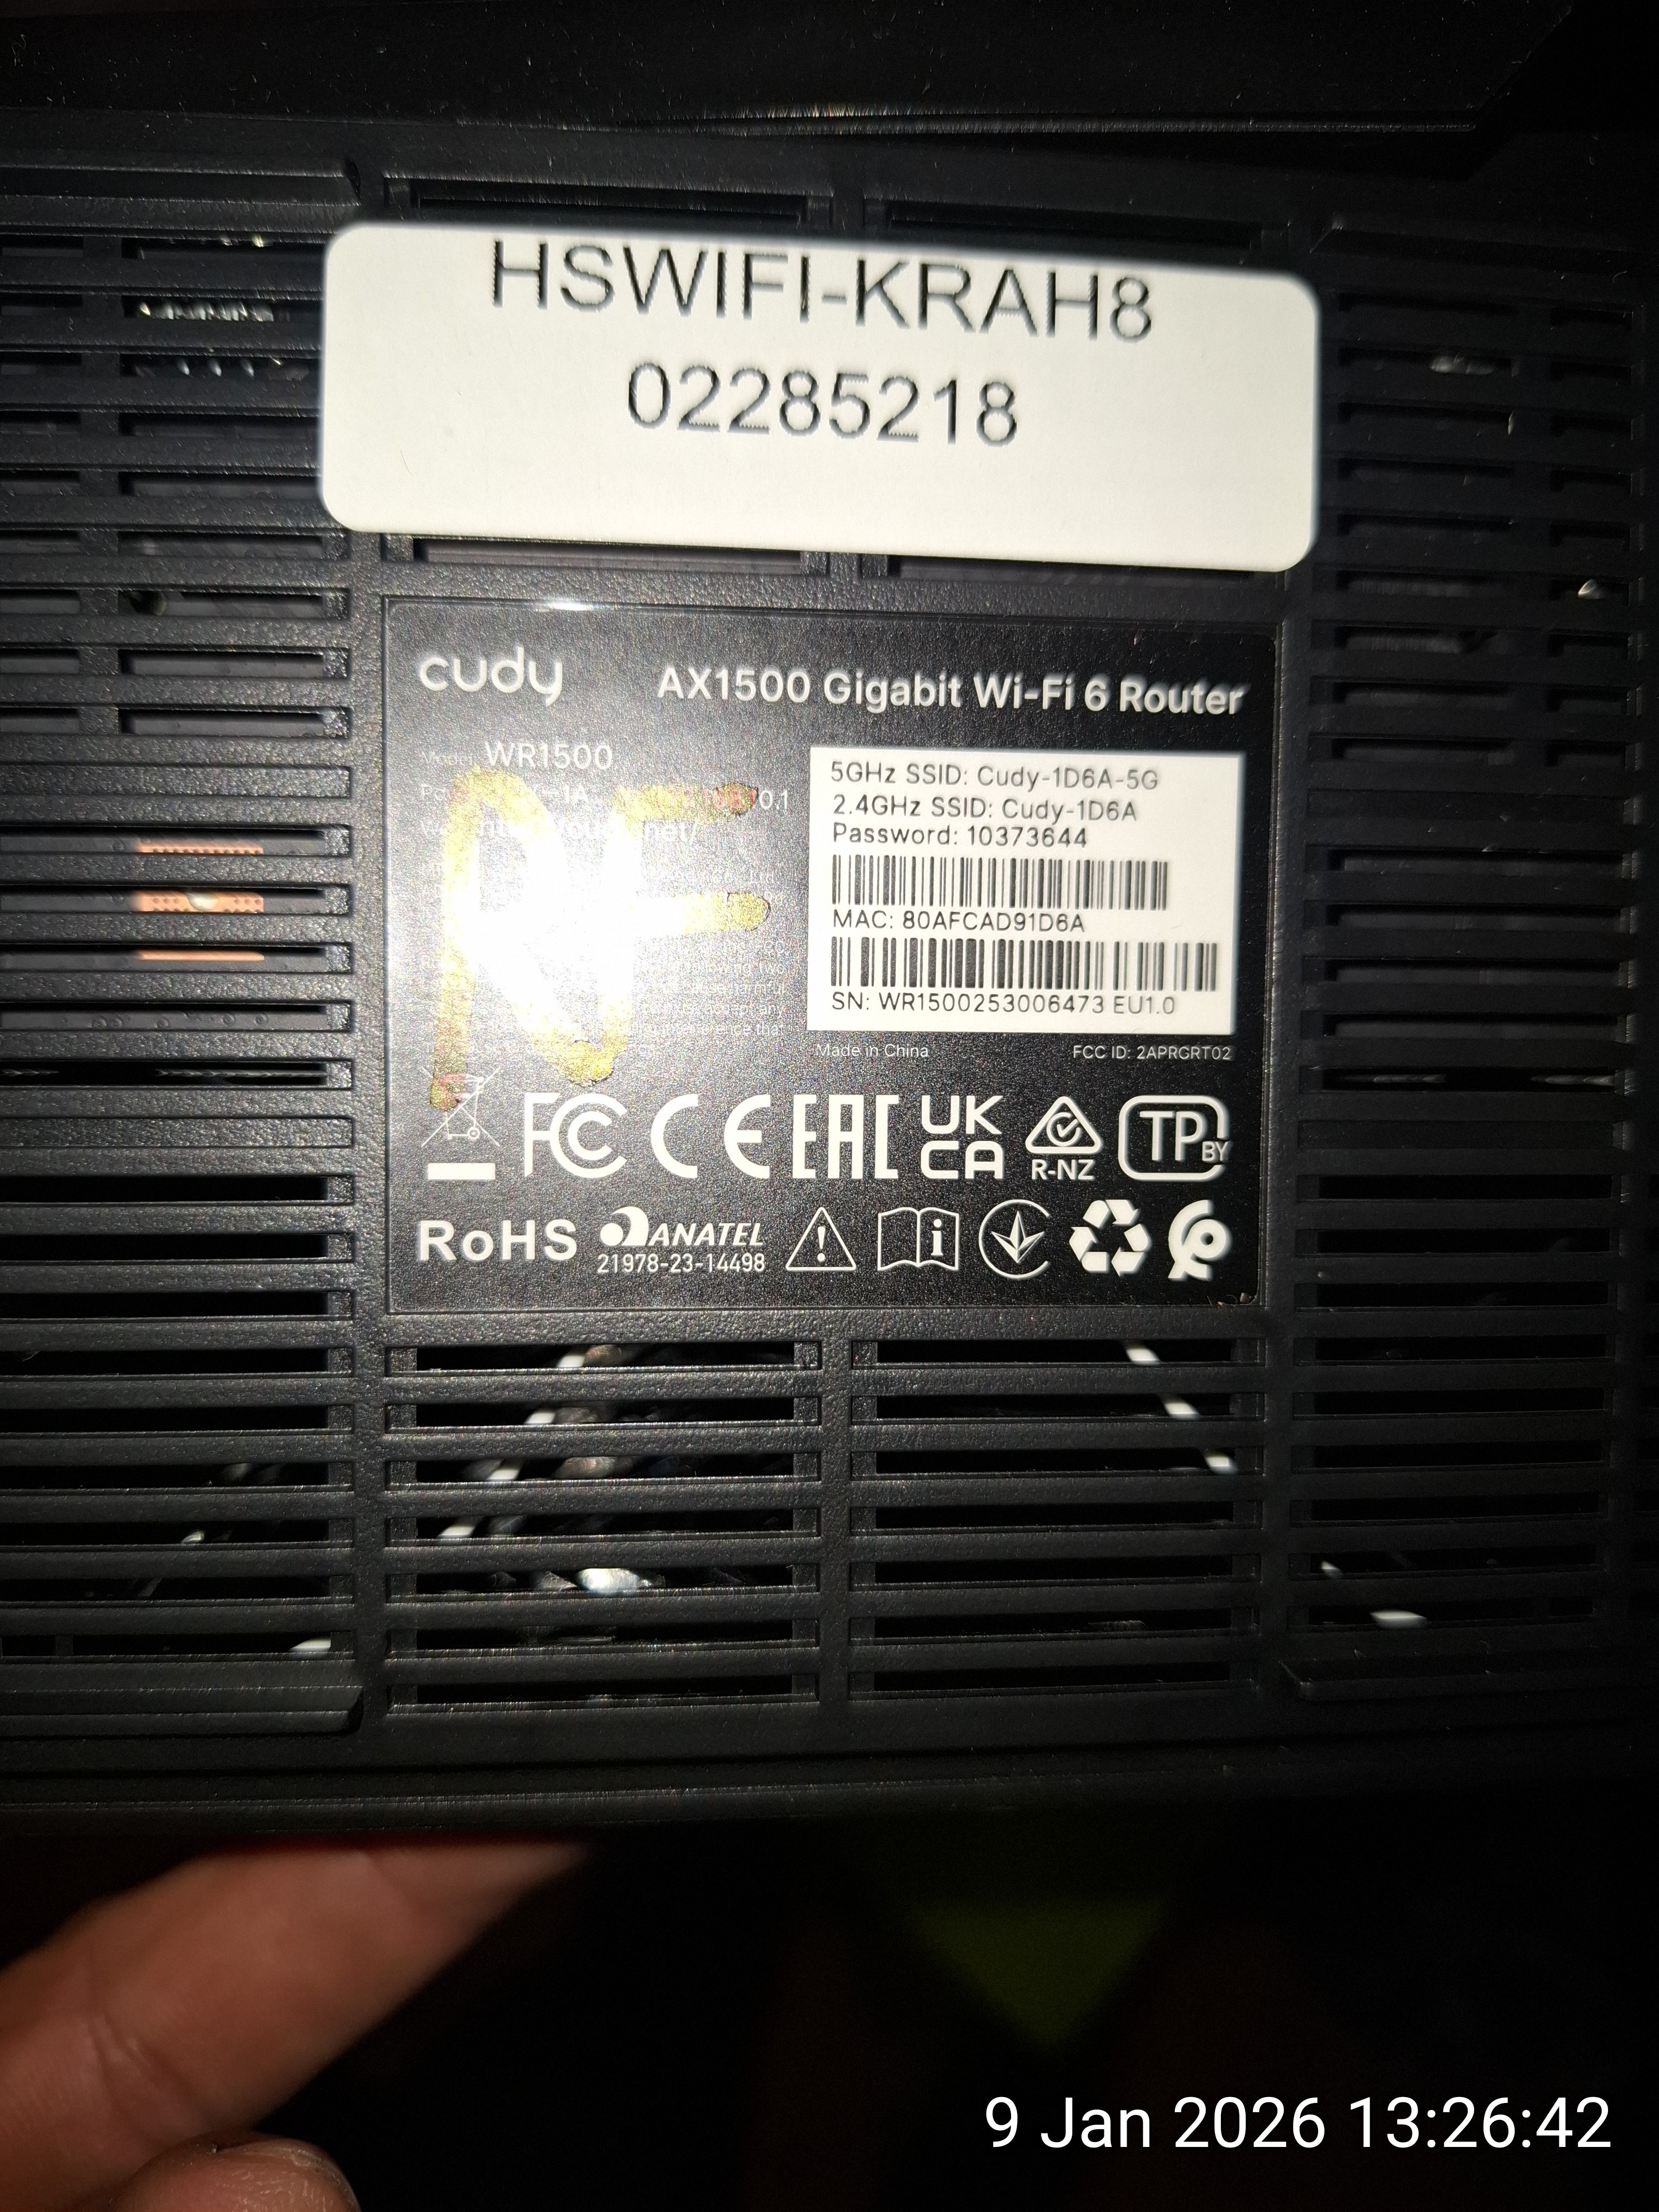 HSWIFI-KRAH8
02285218
cudy AX1500 Gigabit Wi-Fi 6 Router
Model: WR1500
5GHz SSID: Cudy-1D6A-5G
2.4GHz SSID: Cudy-1D6A
Password: 10373644
MAC: 80AFCAD91D6A
SN: WR1500253006473 EU1.0
Made in China FCC ID: 2APRGRT02
FC CE EAC UK CA R-NZ TP BY
RoHS ANATEL
21978-23-14498
9 Jan 2026 13:26:42